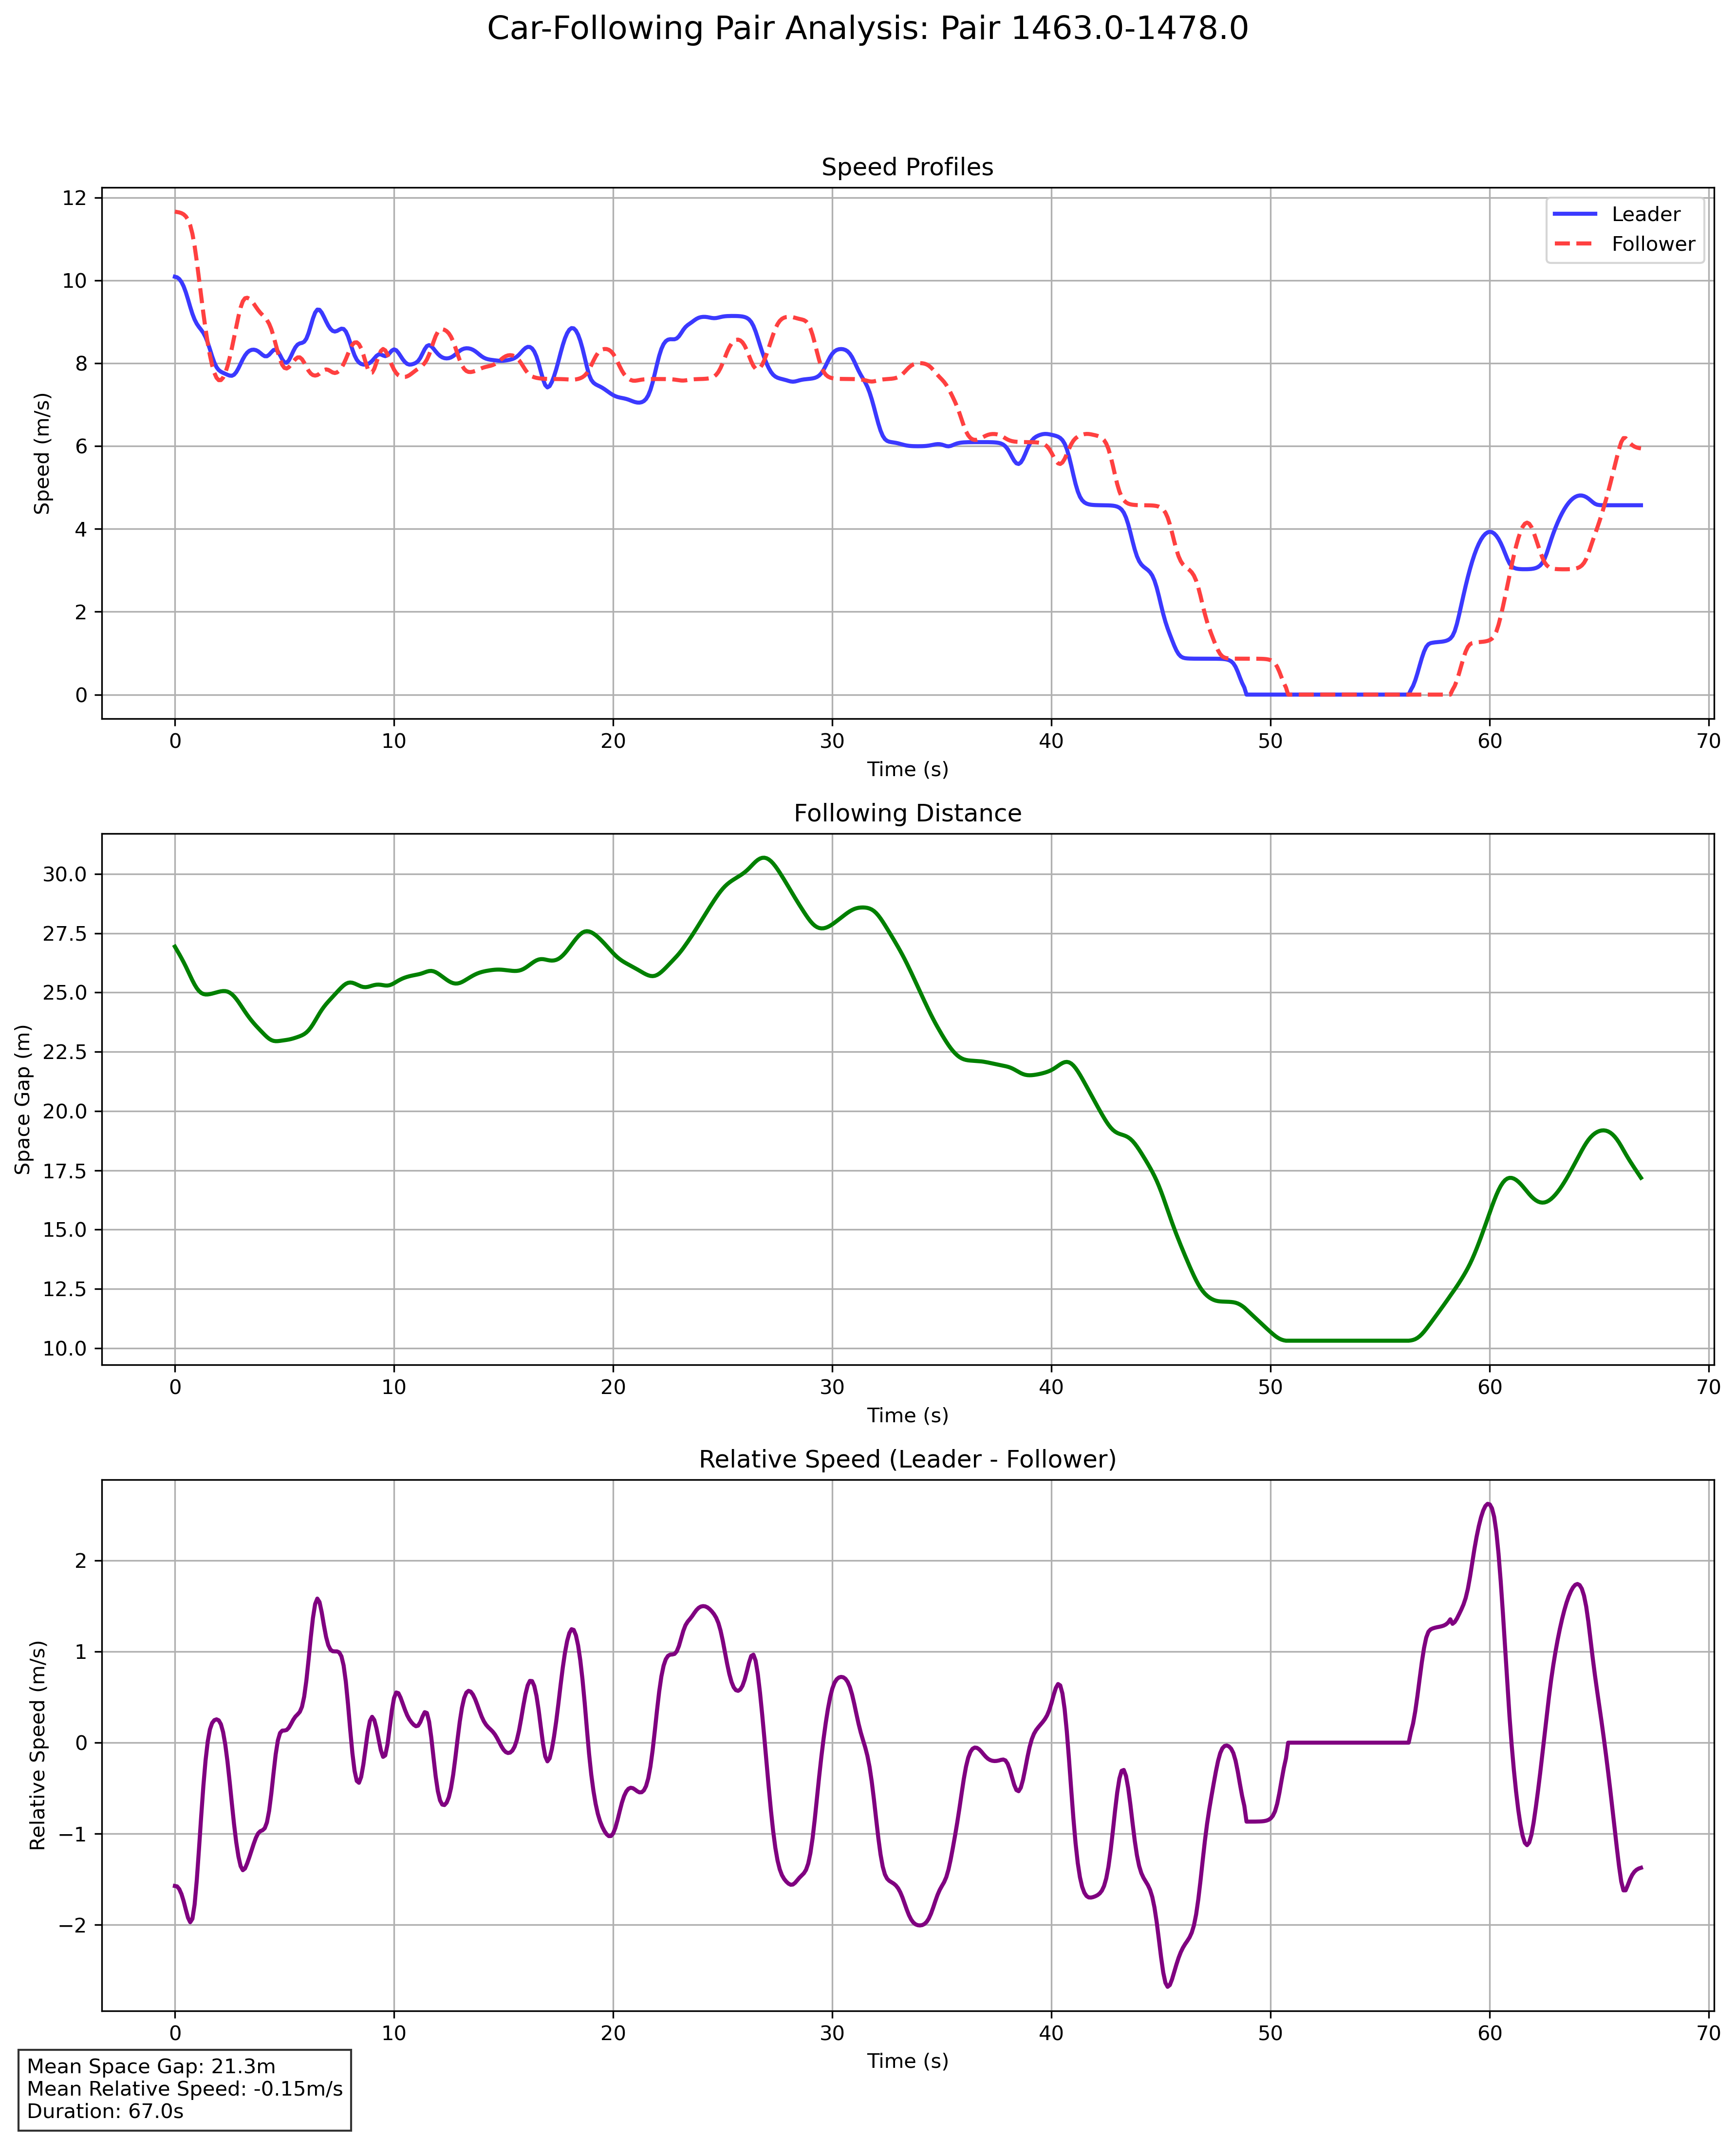 Car-Following Pair Analysis: Pair 1463.0-1478.0
Speed Profiles
12
10
8
6
4
2
0
Speed (m/s)
Leader
Follower
0 10 20 30 40 50 60 70
Time (s)
Following Distance
30.0
27.5
25.0
22.5
20.0
17.5
15.0
12.5
10.0
Space Gap (m)
0 10 20 30 40 50 60 70
Time (s)
Relative Speed (Leader - Follower)
2
1
0
−1
−2
Relative Speed (m/s)
0 10 20 30 40 50 60 70
Time (s)
Mean Space Gap: 21.3m
Mean Relative Speed: -0.15m/s
Duration: 67.0s